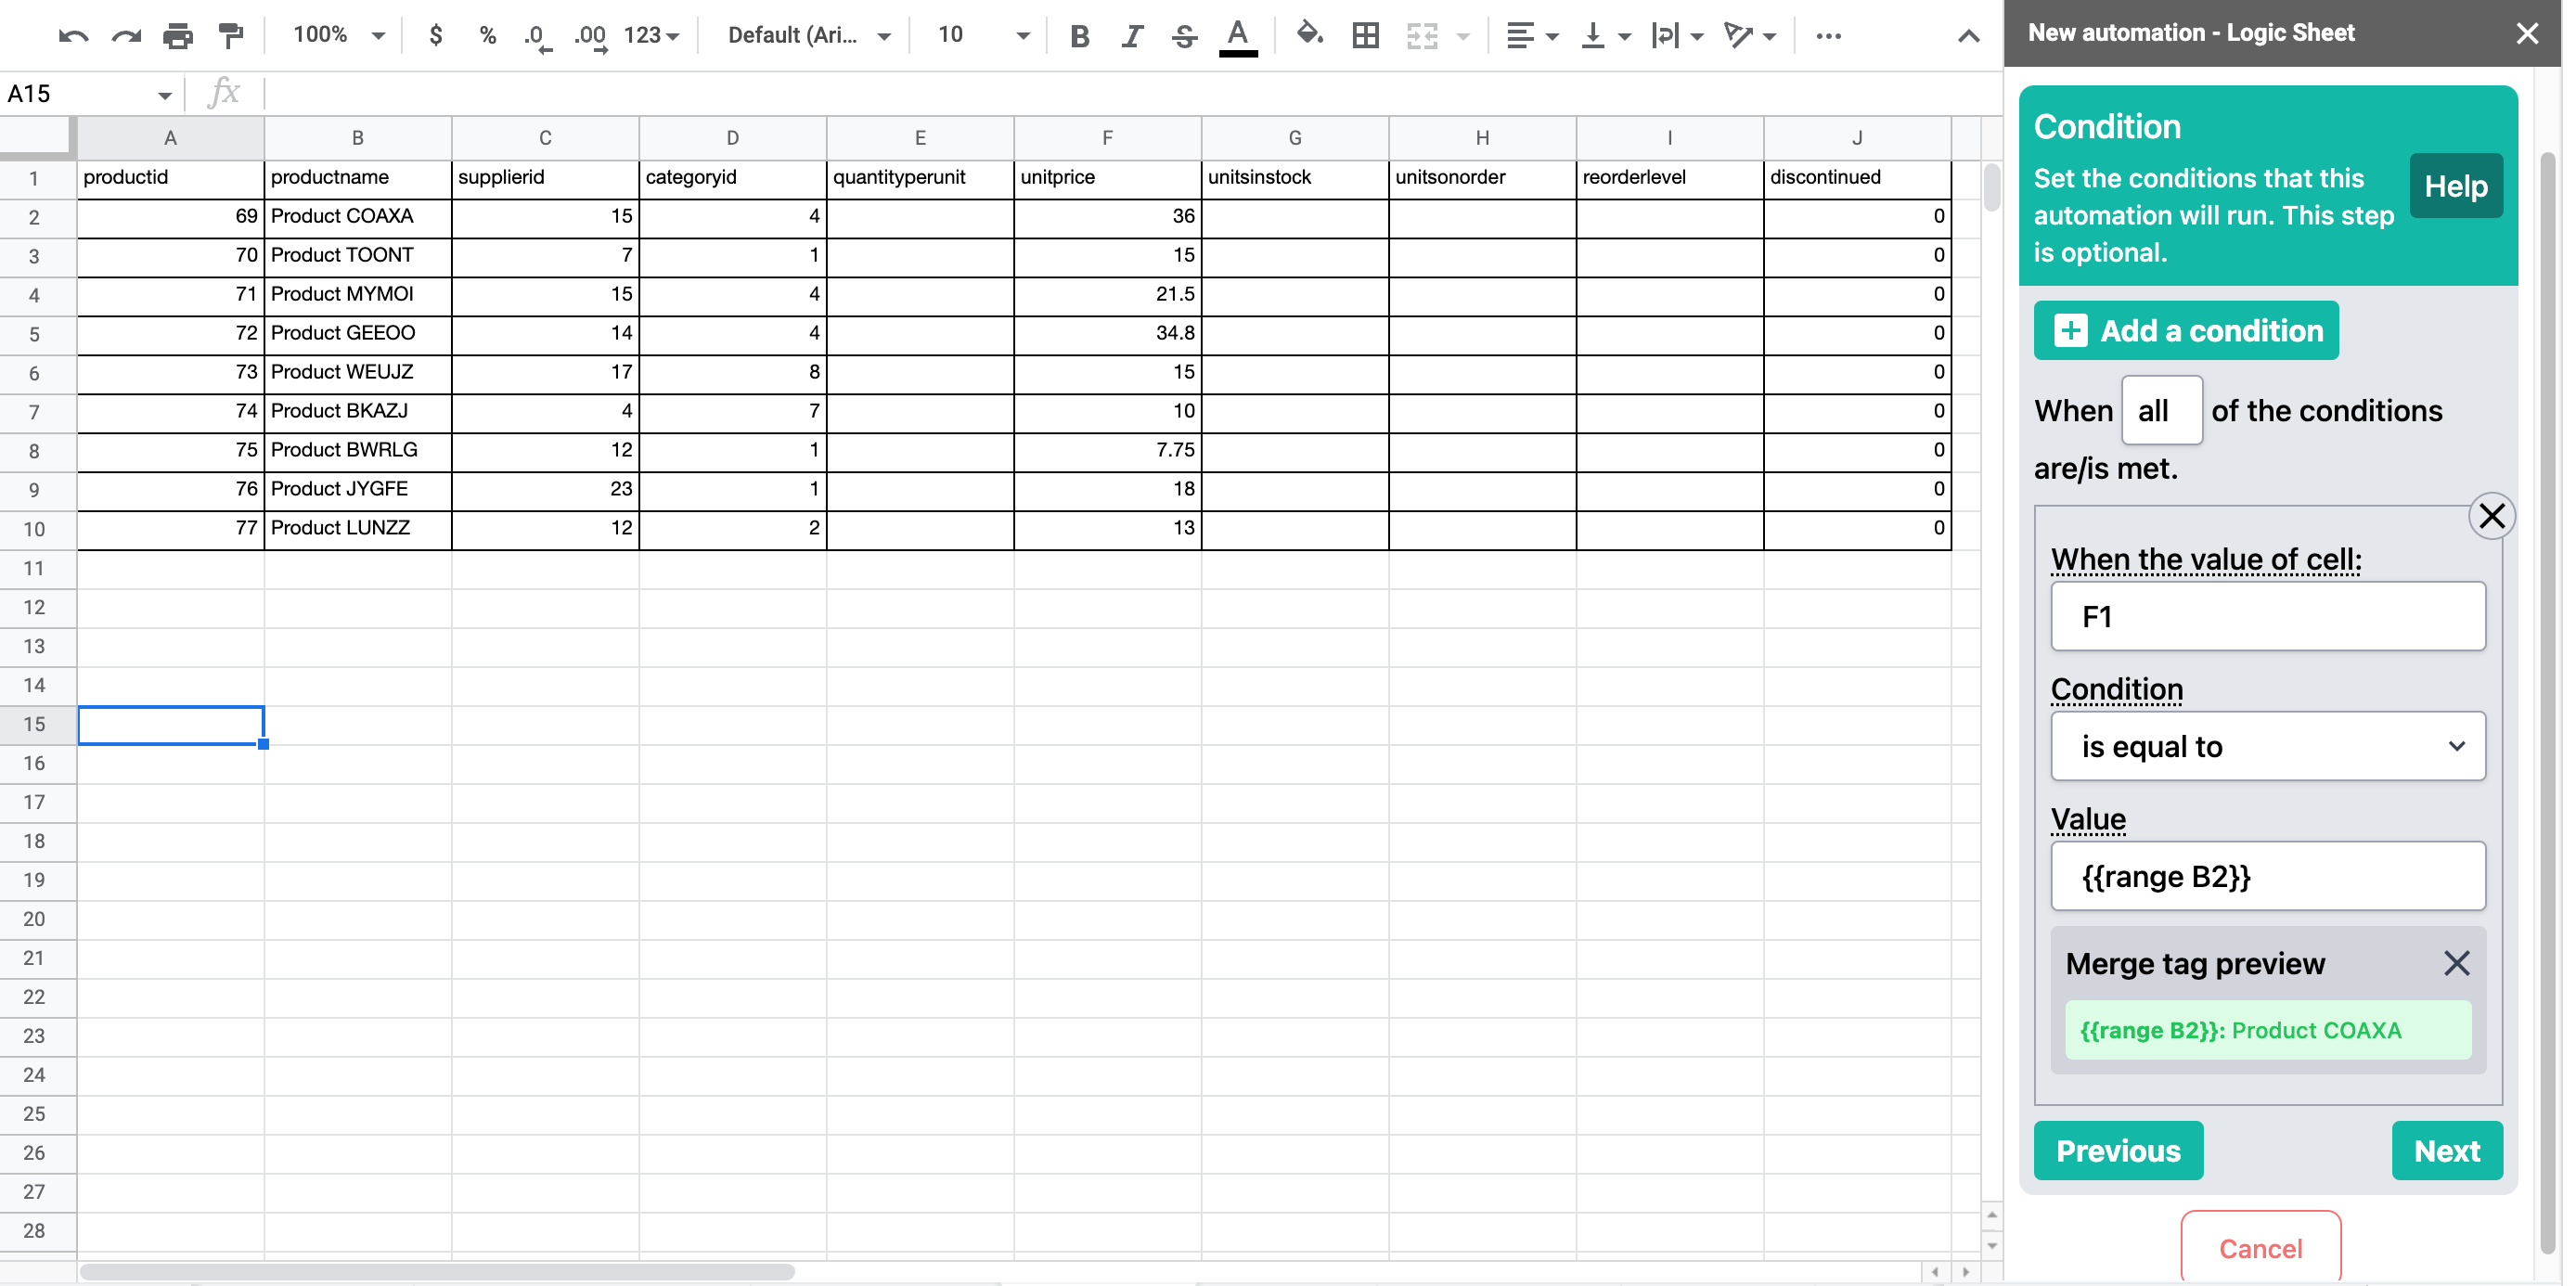 100% $ % .0 .00 123 Default (Ari... 10 B I S A
New automation - Logic Sheet
A15 fx
A B C D E F G H I J
1 productid productname supplierid categoryid quantityperunit unitprice unitsinstock unitsonorder reorderlevel discontinued
2 69 Product COAXA 15 4 36 0
3 70 Product TOONT 7 1 15 0
4 71 Product MYMOI 15 4 21.5 0
5 72 Product GEEOO 14 4 34.8 0
6 73 Product WEUJZ 17 8 15 0
7 74 Product BKAZJ 4 7 10 0
8 75 Product BWRLG 12 1 7.75 0
9 76 Product JYGFE 23 1 18 0
10 77 Product LUNZZ 12 2 13 0
11
12
13
14
15
16
17
18
19
20
21
22
23
24
25
26
27
28
Condition
Set the conditions that this
automation will run. This step
is optional.
Help
Add a condition
When all of the conditions
are/is met.
When the value of cell:
F1
Condition
is equal to
Value
{{range B2}}
Merge tag preview
{{range B2}}: Product COAXA
Previous
Next
Cancel